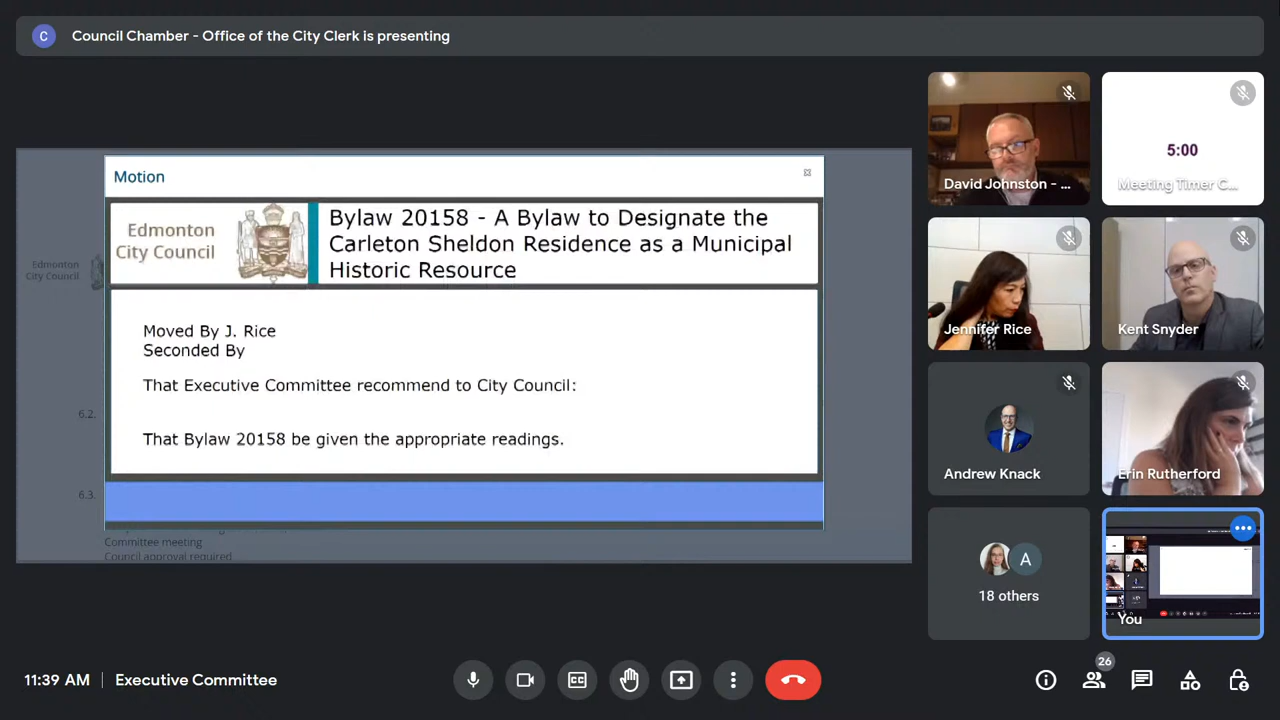 C
Council Chamber - Office of the City Clerk is presenting
Motion
Edmonton
City Council
Bylaw 20158 - A Bylaw to Designate the
Carleton Sheldon Residence as a Municipal
Historic Resource
Edmonton
City Council
Moved By J. Rice
Seconded By
That Executive Committee recommend to City Council:
6.2.
That Bylaw 20158 be given the appropriate readings.
6.3.
Committee meeting
Council approval required
David Johnston - ...
5:00
Meeting Timer C...
Jennifer Rice
Kent Snyder
Andrew Knack
Erin Rutherford
A
18 others
You
11:39 AM
Executive Committee
26